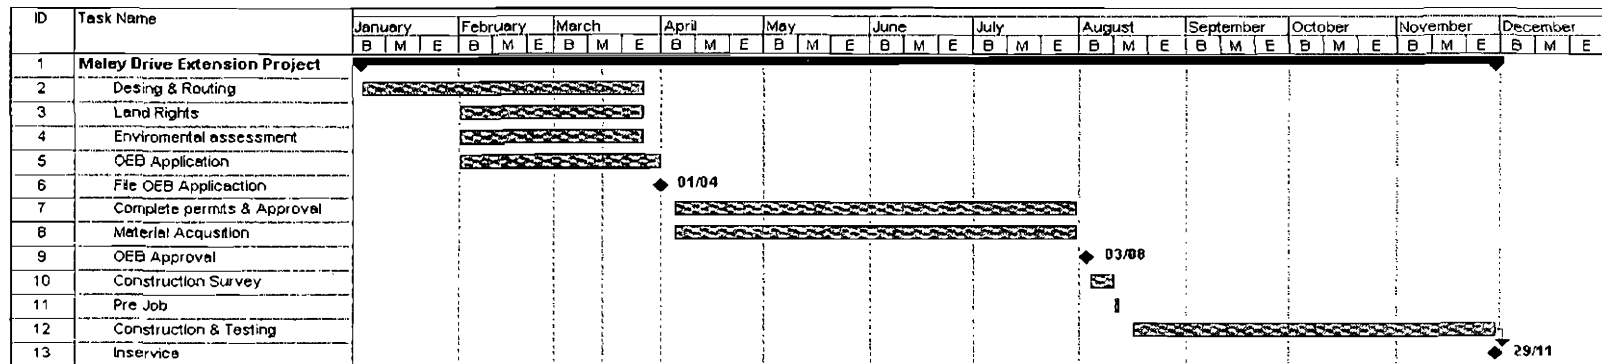 ID Task Name January February March April May June July August September October November December
B M E B M E B M E B M E B M E B M E B M E B M E B M E B M E B M E B M E
1 Maley Drive Extension Project
2 Desing & Routing
3 Land Rights
4 Enviromental assessment
5 OEB Application
6 File OEB Applicaction 01/04
7 Complete permits & Approval
8 Material Acqusition
9 OEB Approval 03/08
10 Construction Survey
11 Pre Job
12 Construction & Testing
13 Inservice 29/11